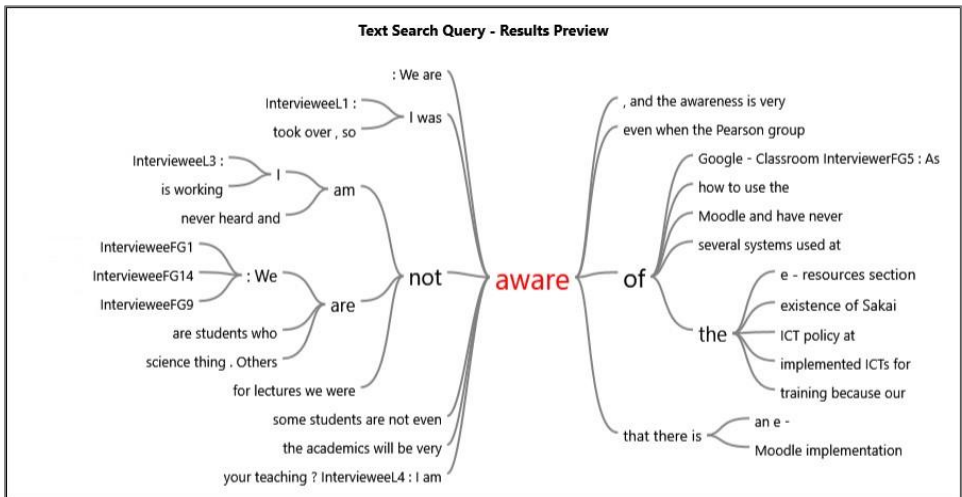 Text Search Query - Results Preview
: We are
IntervieweeL1 :
took over , so
I was
IntervieweeL3 :
is working
I
never heard and
am
IntervieweeFG1
IntervieweeFG14
IntervieweeFG9
: We
are students who
science thing . Others
are
for lectures we were
not
some students are not even
the academics will be very
your teaching ? IntervieweeL4 : I am
aware
, and the awareness is very
even when the Pearson group
of
Google - Classroom InterviewerFG5 : As
how to use the
Moodle and have never
several systems used at
the
e - resources section
existence of Sakai
ICT policy at
implemented ICTs for
training because our
that there is
an e -
Moodle implementation